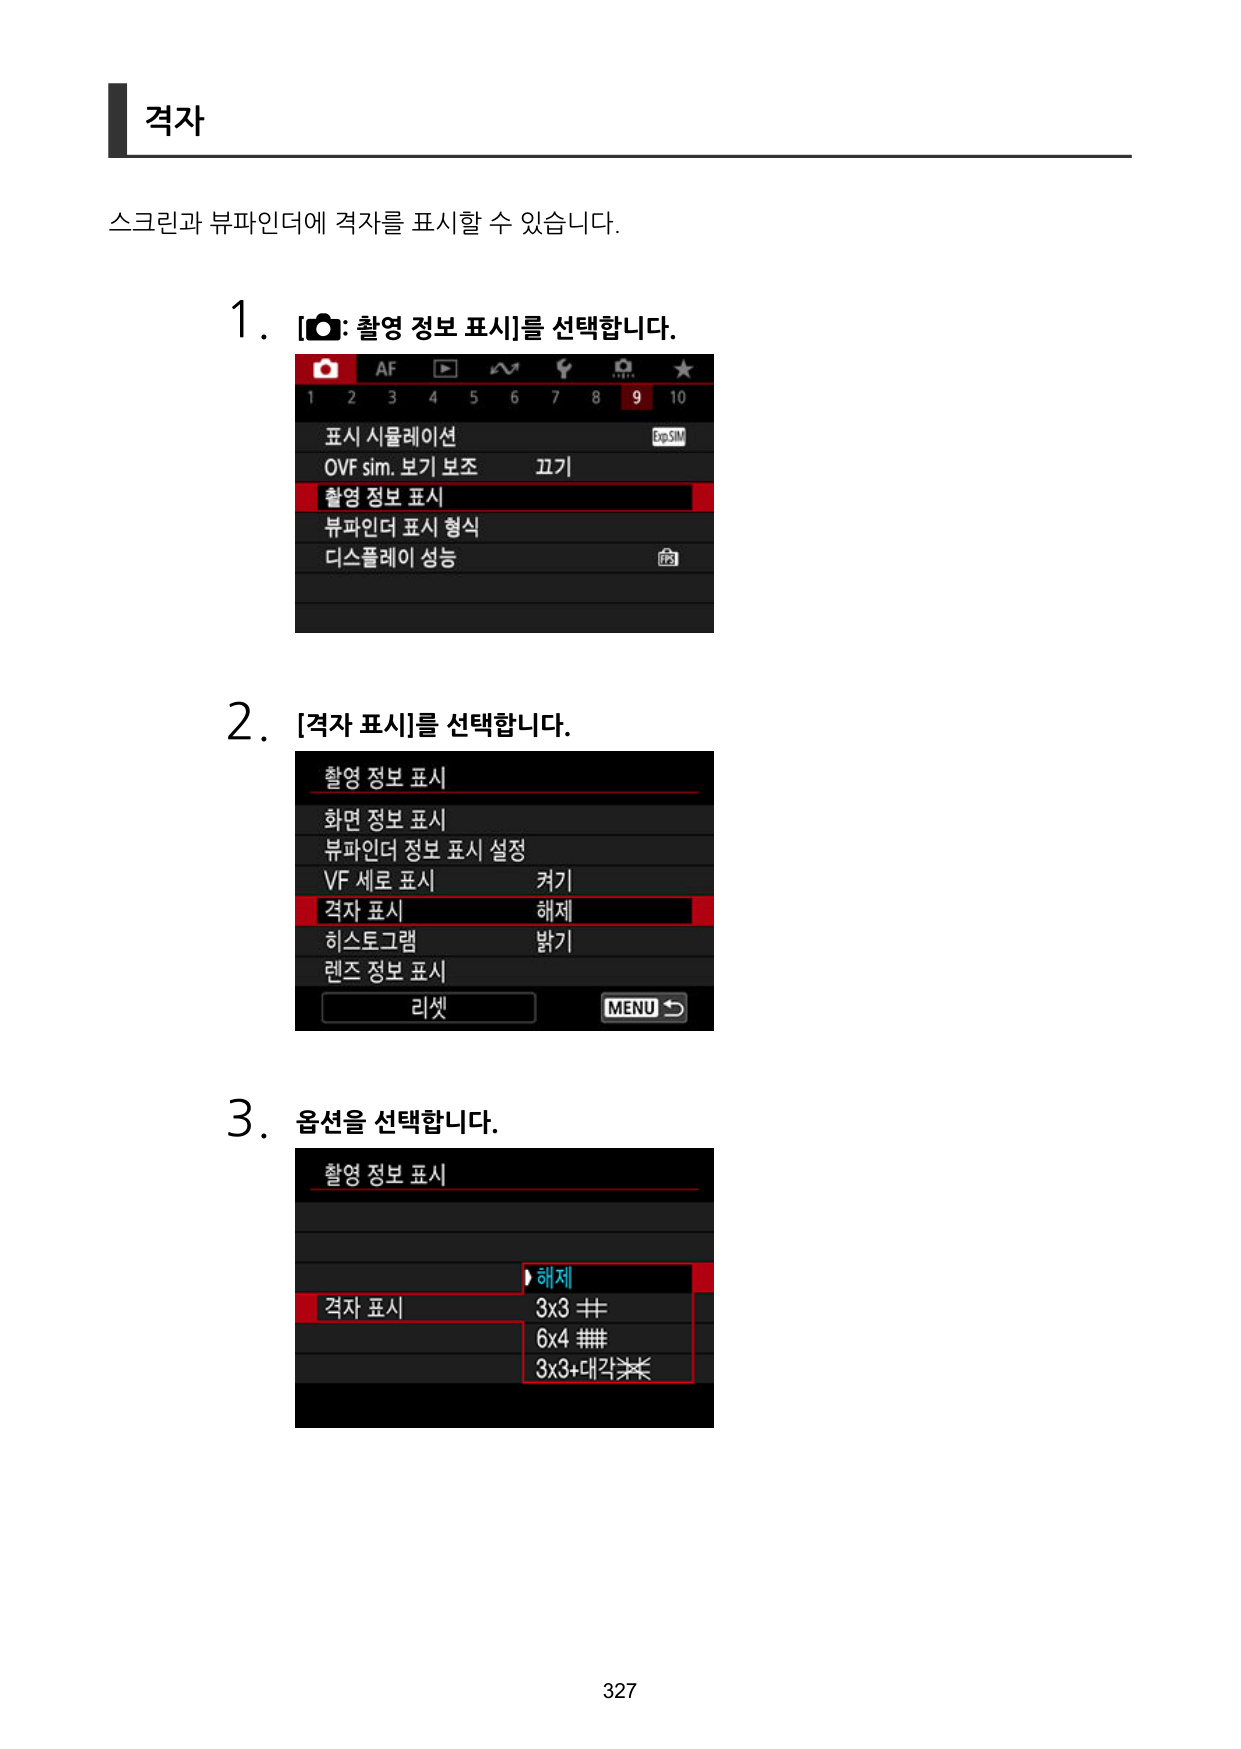 격자
스크린과 뷰파인더에 격자를 표시할 수 있습니다.
1. [: 촬영 정보 표시]를 선택합니다.
AF
1 2 3 4 5 6 7 8 9 10
표시 시뮬레이션 Exp.SIM
OVF sim. 보기 보조 끄기
촬영 정보 표시
뷰파인더 표시 형식
디스플레이 성능 FPS
2. [격자 표시]를 선택합니다.
촬영 정보 표시
화면 정보 표시
뷰파인더 정보 표시 설정
VF 세로 표시 켜기
격자 표시 해제
히스토그램 밝기
렌즈 정보 표시
리셋 MENU
3. 옵션을 선택합니다.
촬영 정보 표시
해제
격자 표시 3x3
6x4
3x3+대각
327